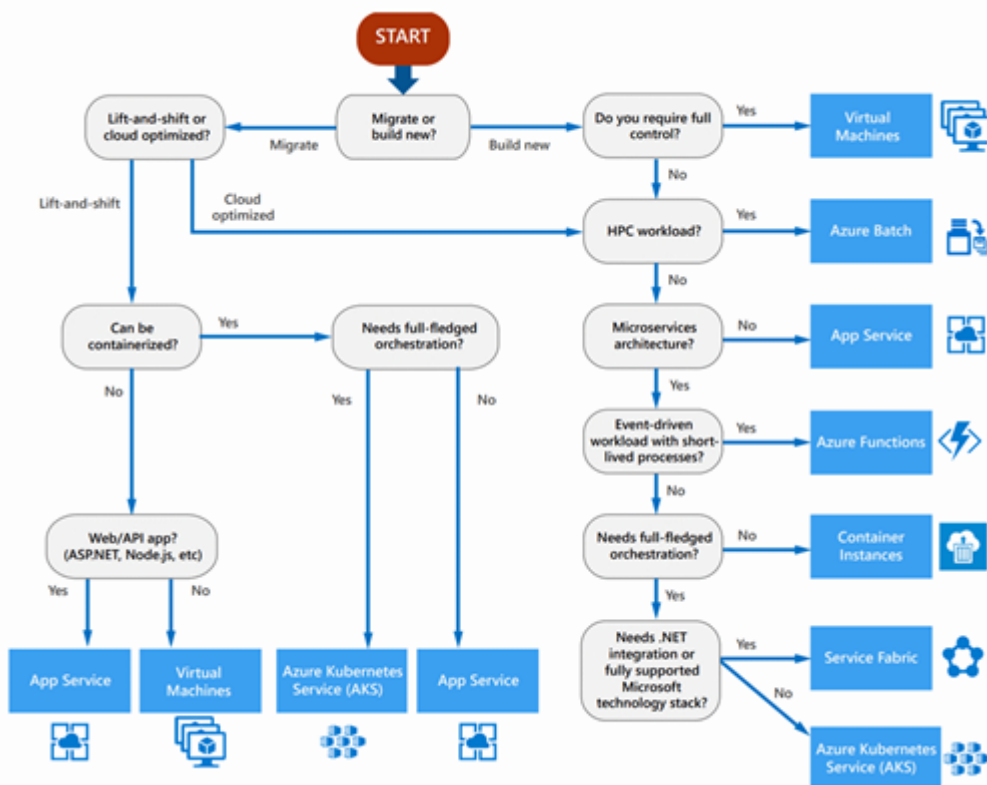 START
Lift-and-shift or
cloud optimized?
Migrate or
build new?
Do you require full
control?
Yes
Virtual
Machines
Migrate
Build new
No
Lift-and-shift
Cloud
optimized
HPC workload?
Yes
Azure Batch
No
Can be
containerized?
Yes
Needs full-fledged
orchestration?
Microservices
architecture?
No
App Service
No
Yes
No
Yes
Event-driven
workload with short-
lived processes?
Yes
Azure Functions
No
Web/API app?
(ASP.NET, Node.js, etc)
Needs full-fledged
orchestration?
No
Container
Instances
Yes
No
Yes
App Service
Virtual
Machines
Azure Kubernetes
Service (AKS)
App Service
Needs .NET
integration or
fully supported
Microsoft
technology stack?
Yes
Service Fabric
No
Azure Kubernetes
Service (AKS)